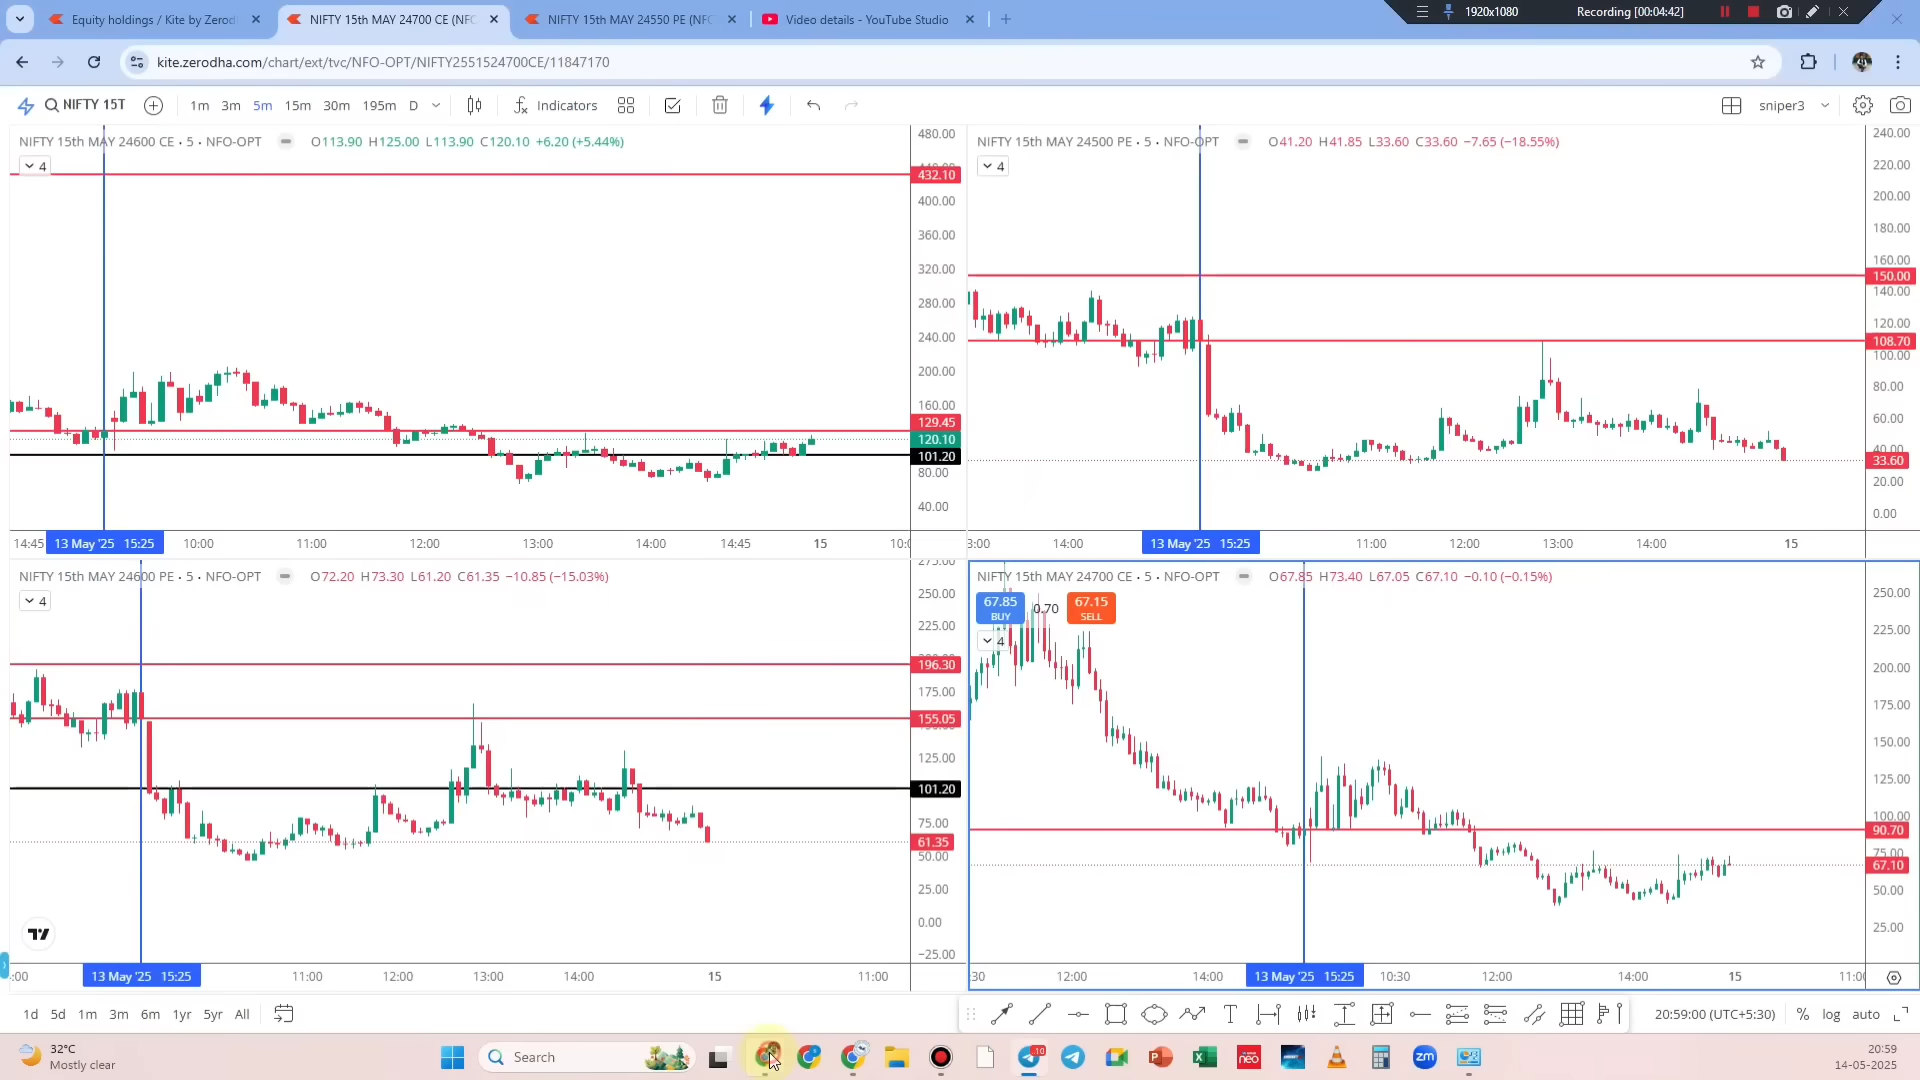 Equity holdings / Kite by Zerod
NIFTY 15th MAY 24700 CE (NFO
NIFTY 15th MAY 24550 PE (NFO
Video details - YouTube Studio
1920x1080
Recording [00:04:42]
kite.zerodha.com/chart/ext/tvc/NFO-OPT/NIFTY2551524700CE/11847170
NIFTY 15T
1m 3m 5m 15m 30m 195m D
Indicators
sniper3
NIFTY 15th MAY 24600 CE • 5 • NFO-OPT
O113.90 H125.00 L113.90 C120.10 +6.20 (+5.44%)
4
480.00
432.10
400.00
360.00
320.00
280.00
240.00
200.00
160.00
129.45
120.10
101.20
80.00
40.00
14:45 13 May '25 15:25 10:00 11:00 12:00 13:00 14:00 14:45 15
NIFTY 15th MAY 24500 PE • 5 • NFO-OPT
O41.20 H41.85 L33.60 C33.60 −7.65 (−18.55%)
4
240.00
220.00
200.00
180.00
160.00
150.00
140.00
120.00
108.70
100.00
80.00
60.00
40.00
33.60
20.00
0.00
14:00 13 May '25 15:25 11:00 12:00 13:00 14:00 15
NIFTY 15th MAY 24600 PE • 5 • NFO-OPT
O72.20 H73.30 L61.20 C61.35 −10.85 (−15.03%)
4
275.00
250.00
225.00
196.30
175.00
155.05
125.00
101.20
75.00
61.35
50.00
25.00
0.00
−25.00
13 May '25 15:25 11:00 12:00 13:00 14:00 15 11:00
NIFTY 15th MAY 24700 CE • 5 • NFO-OPT
O67.85 H73.40 L67.05 C67.10 −0.10 (−0.15%)
67.85 0.70 67.15
BUY SELL
4
250.00
225.00
200.00
175.00
150.00
125.00
100.00
90.70
75.00
67.10
50.00
25.00
12:00 14:00 13 May '25 15:25 10:30 12:00 14:00 15
1d 5d 1m 3m 6m 1yr 5yr All
20:59:00 (UTC+5:30) % log auto
32°C
Mostly clear
Search
10
neo
zm
20:59
14-05-2025